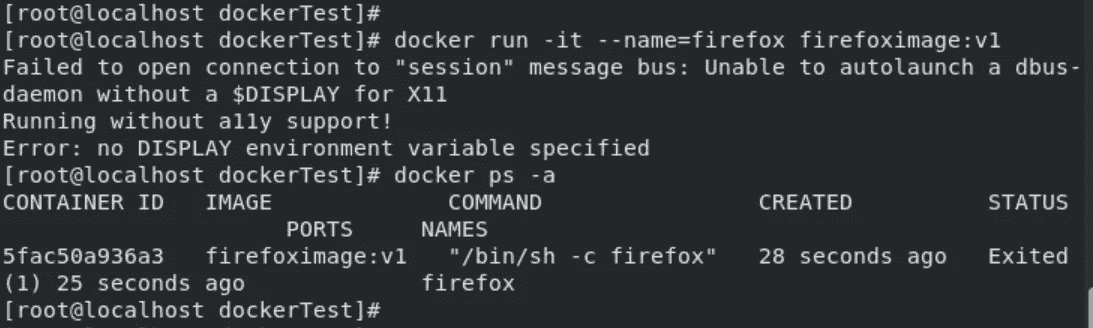 [root@localhost dockerTest]#
[root@localhost dockerTest]# docker run -it --name=firefox firefoximage:v1
Failed to open connection to "session" message bus: Unable to autolaunch a dbus-
daemon without a $DISPLAY for X11
Running without a11y support!
Error: no DISPLAY environment variable specified
[root@localhost dockerTest]# docker ps -a
CONTAINER ID   IMAGE             COMMAND                CREATED          STATUS
                     PORTS     NAMES
5fac50a936a3   firefoximage:v1   "/bin/sh -c firefox"   28 seconds ago   Exited
(1) 25 seconds ago             firefox
[root@localhost dockerTest]#